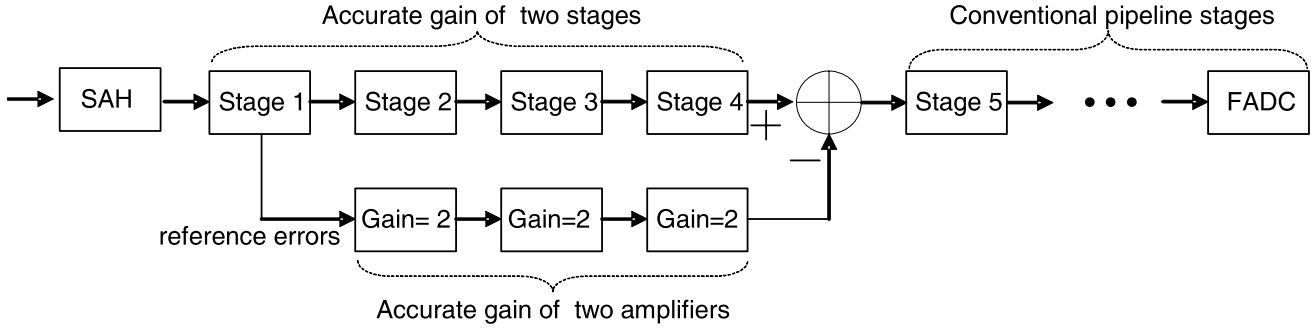 Accurate gain of two stages
Conventional pipeline stages
SAH
Stage 1
Stage 2
Stage 3
Stage 4
+
Stage 5
• • •
FADC
−
reference errors
Gain= 2
Gain=2
Gain=2
Accurate gain of two amplifiers